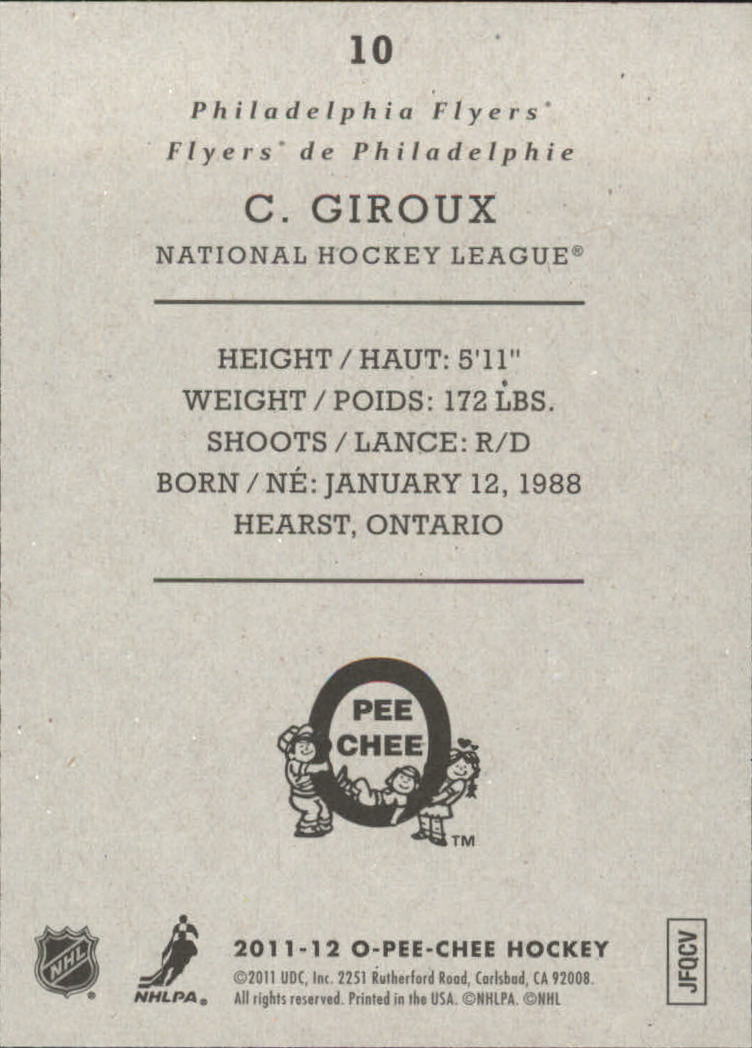 10
Philadelphia Flyers®
Flyers® de Philadelphie
C. GIROUX
NATIONAL HOCKEY LEAGUE®
HEIGHT / HAUT: 5'11"
WEIGHT / POIDS: 172 LBS.
SHOOTS / LANCE: R/D
BORN / NÉ: JANUARY 12, 1988
HEARST, ONTARIO
O
PEE
CHEE
TM
NHL
®
NHLPA®
2011-12 O-PEE-CHEE HOCKEY
©2011 UDC, Inc. 2251 Rutherford Road, Carlsbad, CA 92008.
All rights reserved. Printed in the USA. ©NHLPA. ©NHL
JFQCV